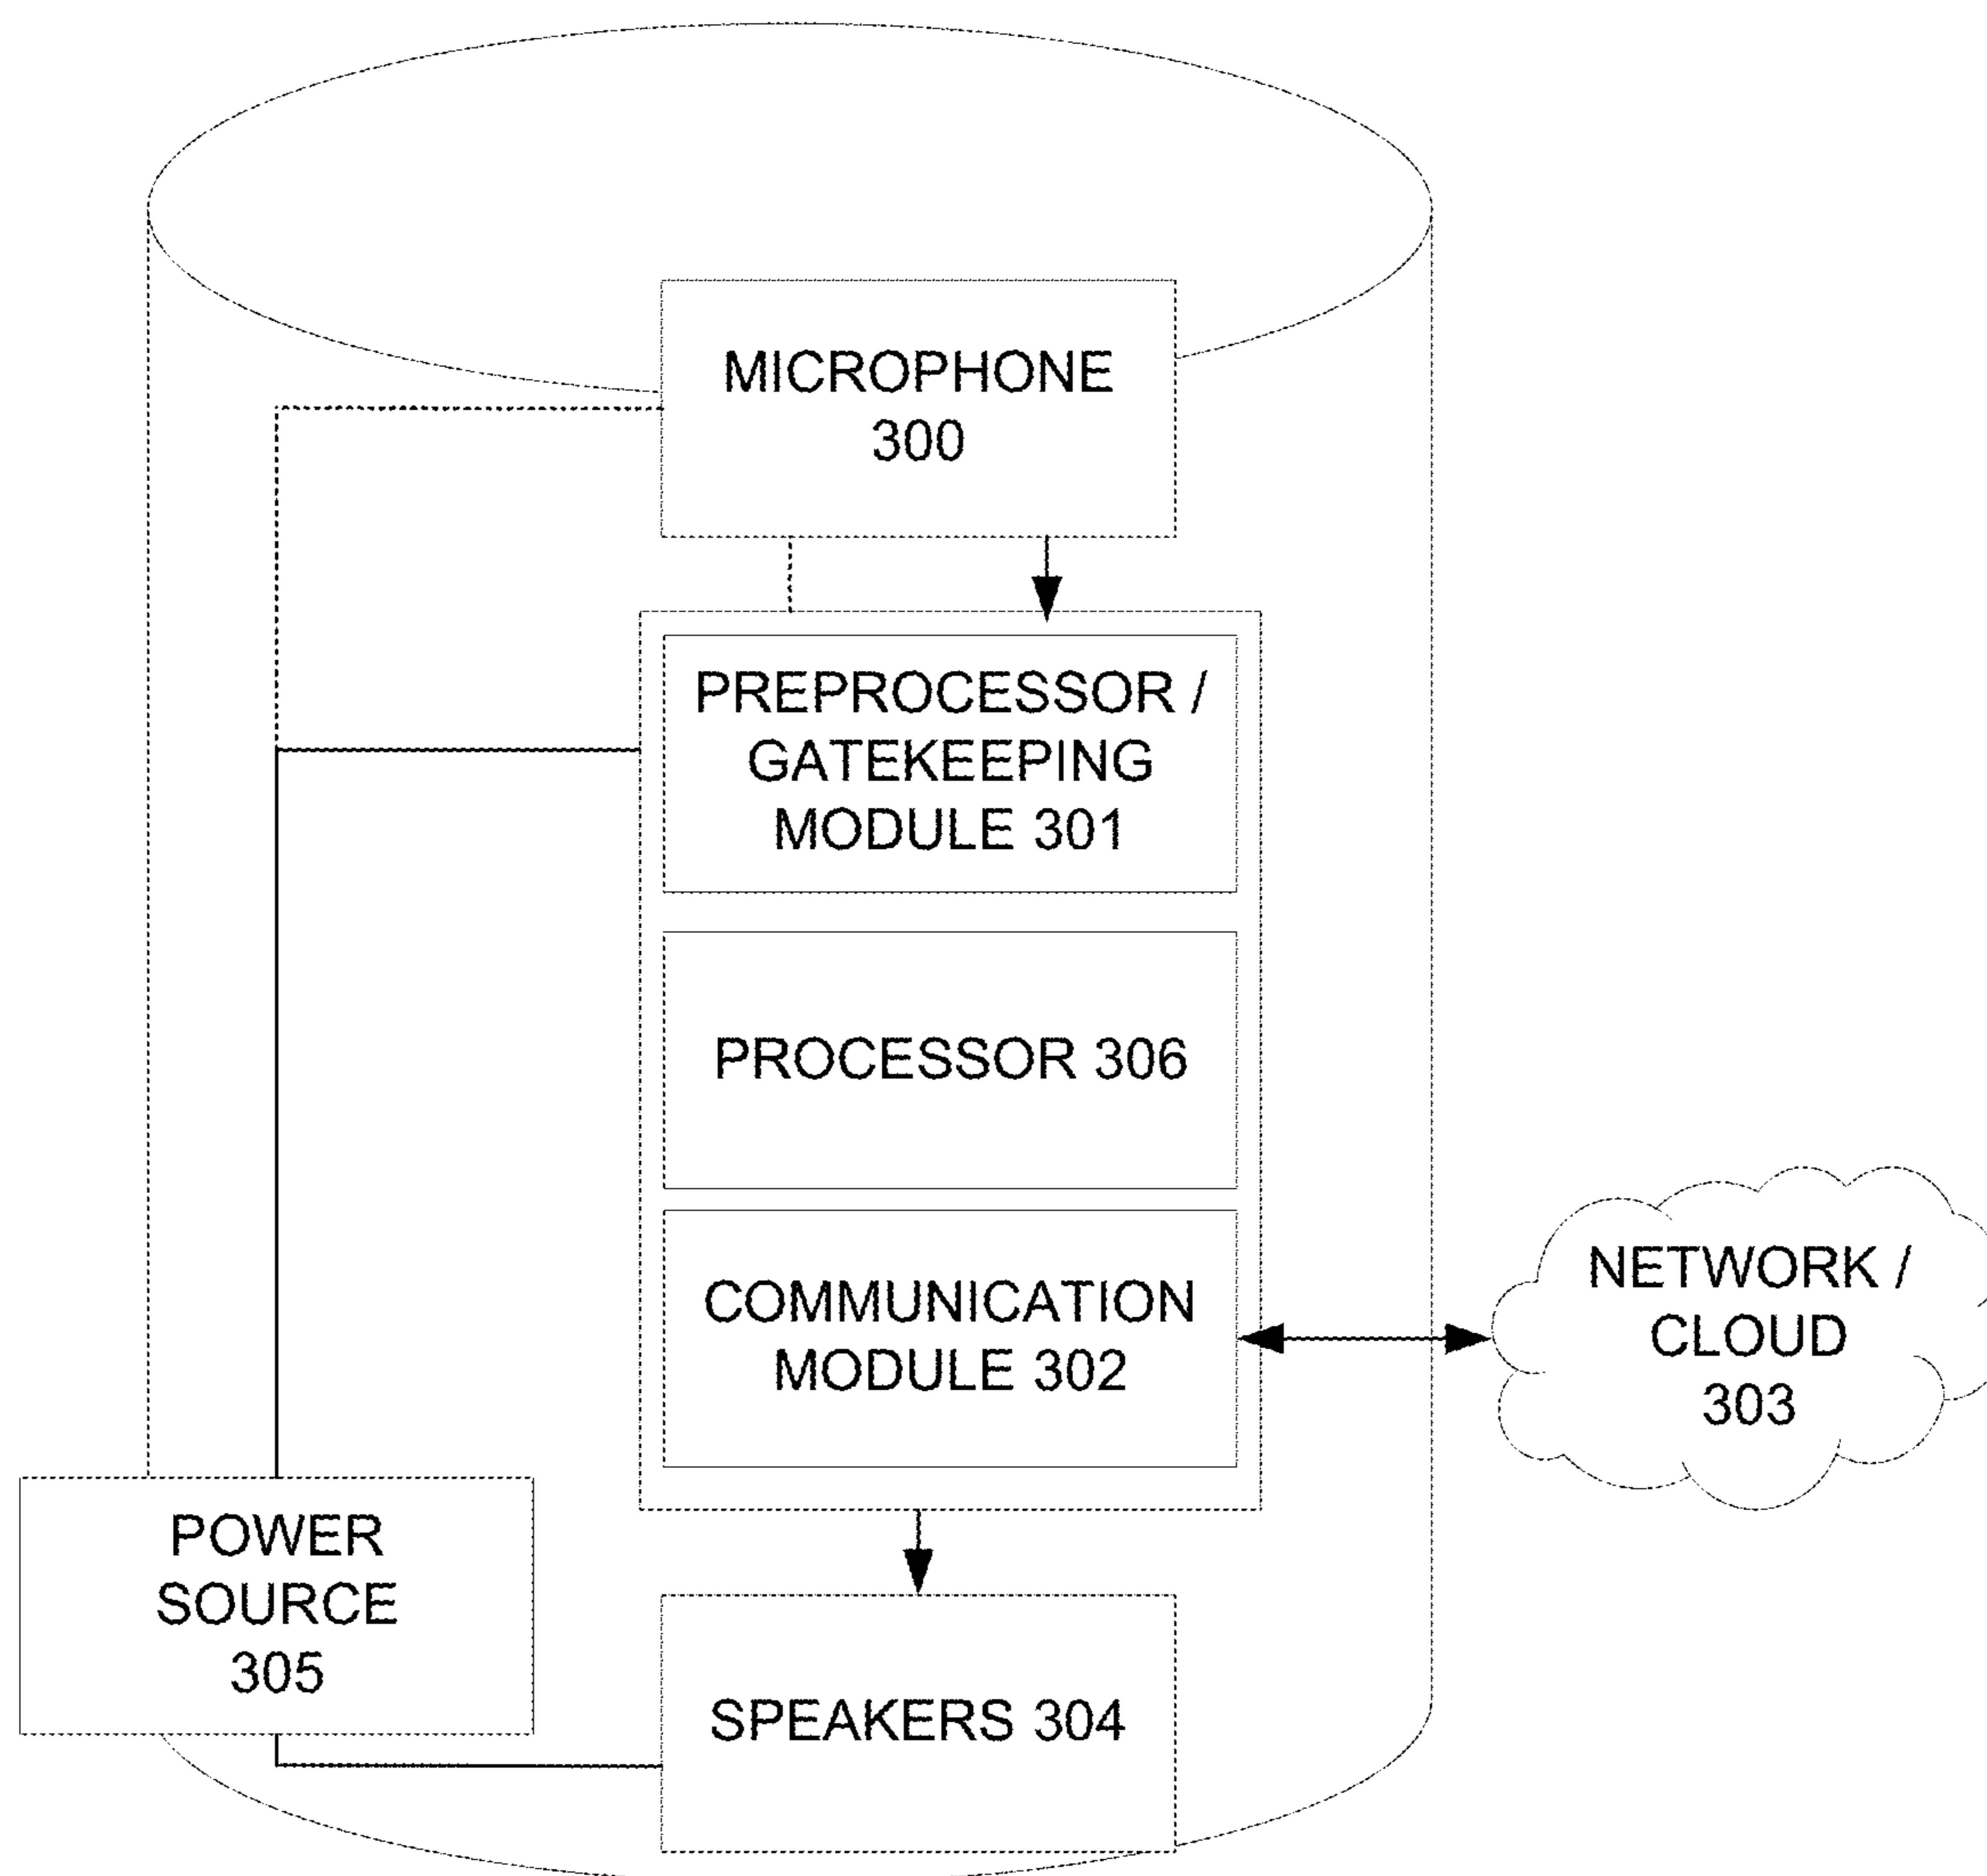 MICROPHONE
300
PREPROCESSOR /
GATEKEEPING
MODULE 301
PROCESSOR 306
COMMUNICATION
MODULE 302
NETWORK /
CLOUD
303
POWER
SOURCE
305
SPEAKERS 304